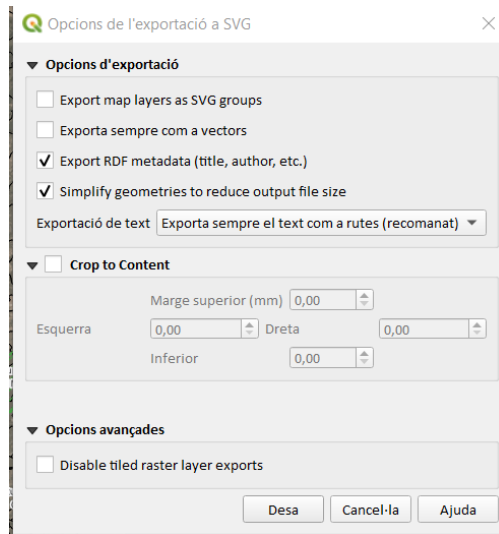 Opcions de l'exportació a SVG
Opcions d'exportació
Export map layers as SVG groups
Exporta sempre com a vectors
Export RDF metadata (title, author, etc.)
Simplify geometries to reduce output file size
Exportació de text Exporta sempre el text com a rutes (recomanat)
Crop to Content
Marge superior (mm) 0,00
Esquerra 0,00 Dreta 0,00
Inferior 0,00
Opcions avançades
Disable tiled raster layer exports
Desa Cancel·la Ajuda